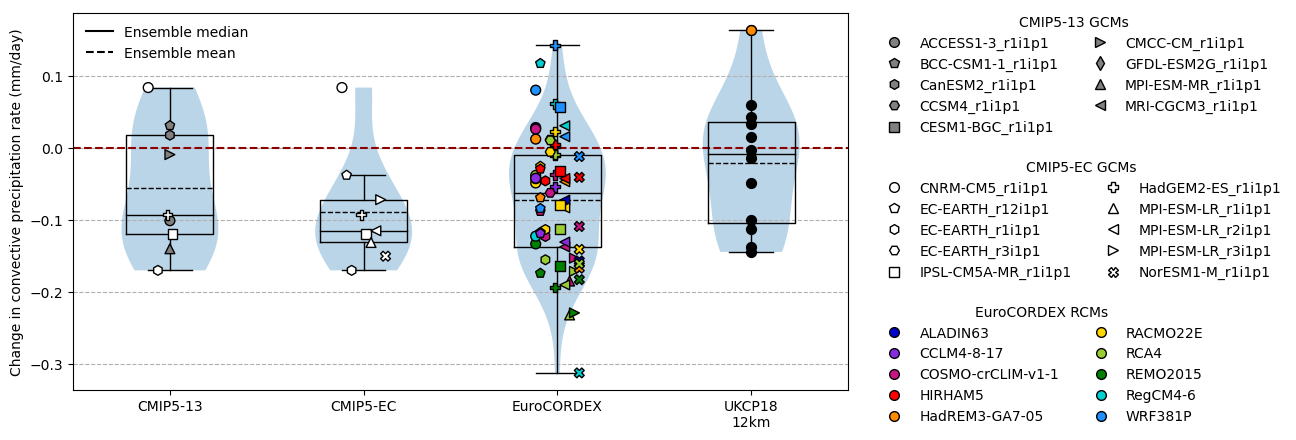 Change in convective precipitation rate (mm/day)
0.1
0.0
−0.1
−0.2
−0.3
Ensemble median
Ensemble mean
CMIP5-13
CMIP5-EC
EuroCORDEX
UKCP18
12km
CMIP5-13 GCMs
ACCESS1-3_r1i1p1
BCC-CSM1-1_r1i1p1
CanESM2_r1i1p1
CCSM4_r1i1p1
CESM1-BGC_r1i1p1
CMCC-CM_r1i1p1
GFDL-ESM2G_r1i1p1
MPI-ESM-MR_r1i1p1
MRI-CGCM3_r1i1p1
CMIP5-EC GCMs
CNRM-CM5_r1i1p1
EC-EARTH_r12i1p1
EC-EARTH_r1i1p1
EC-EARTH_r3i1p1
IPSL-CM5A-MR_r1i1p1
HadGEM2-ES_r1i1p1
MPI-ESM-LR_r1i1p1
MPI-ESM-LR_r2i1p1
MPI-ESM-LR_r3i1p1
NorESM1-M_r1i1p1
EuroCORDEX RCMs
ALADIN63
CCLM4-8-17
COSMO-crCLIM-v1-1
HIRHAM5
HadREM3-GA7-05
RACMO22E
RCA4
REMO2015
RegCM4-6
WRF381P